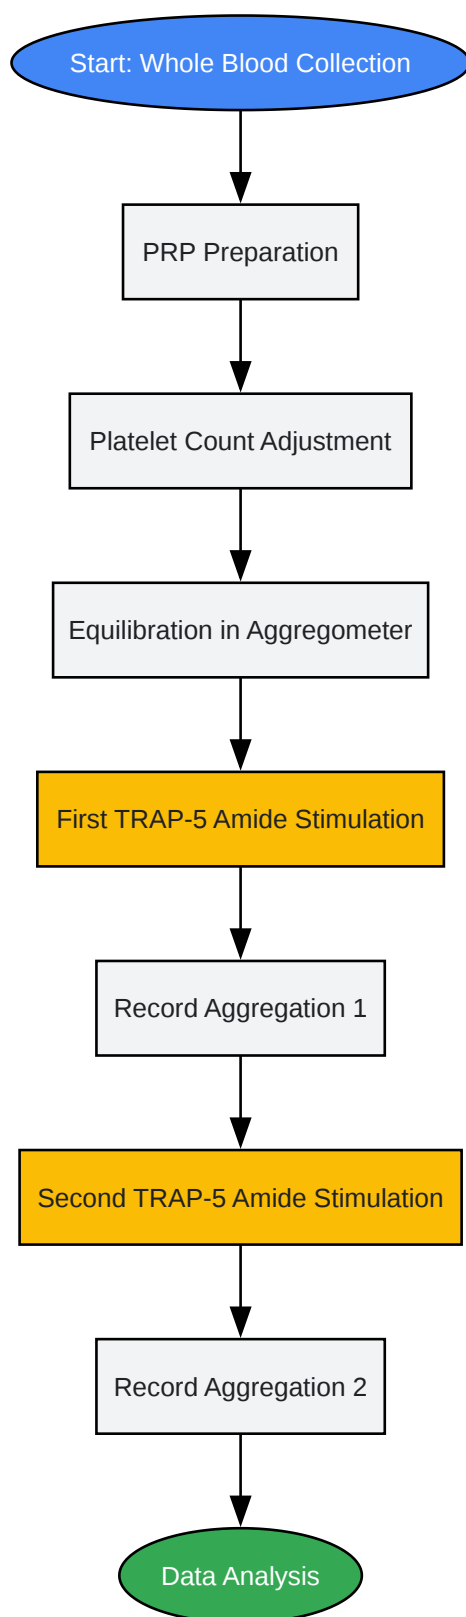 Start: Whole Blood Collection
PRP Preparation
Platelet Count Adjustment
Equilibration in Aggregometer
First TRAP-5 Amide Stimulation
Record Aggregation 1
Second TRAP-5 Amide Stimulation
Record Aggregation 2
Data Analysis